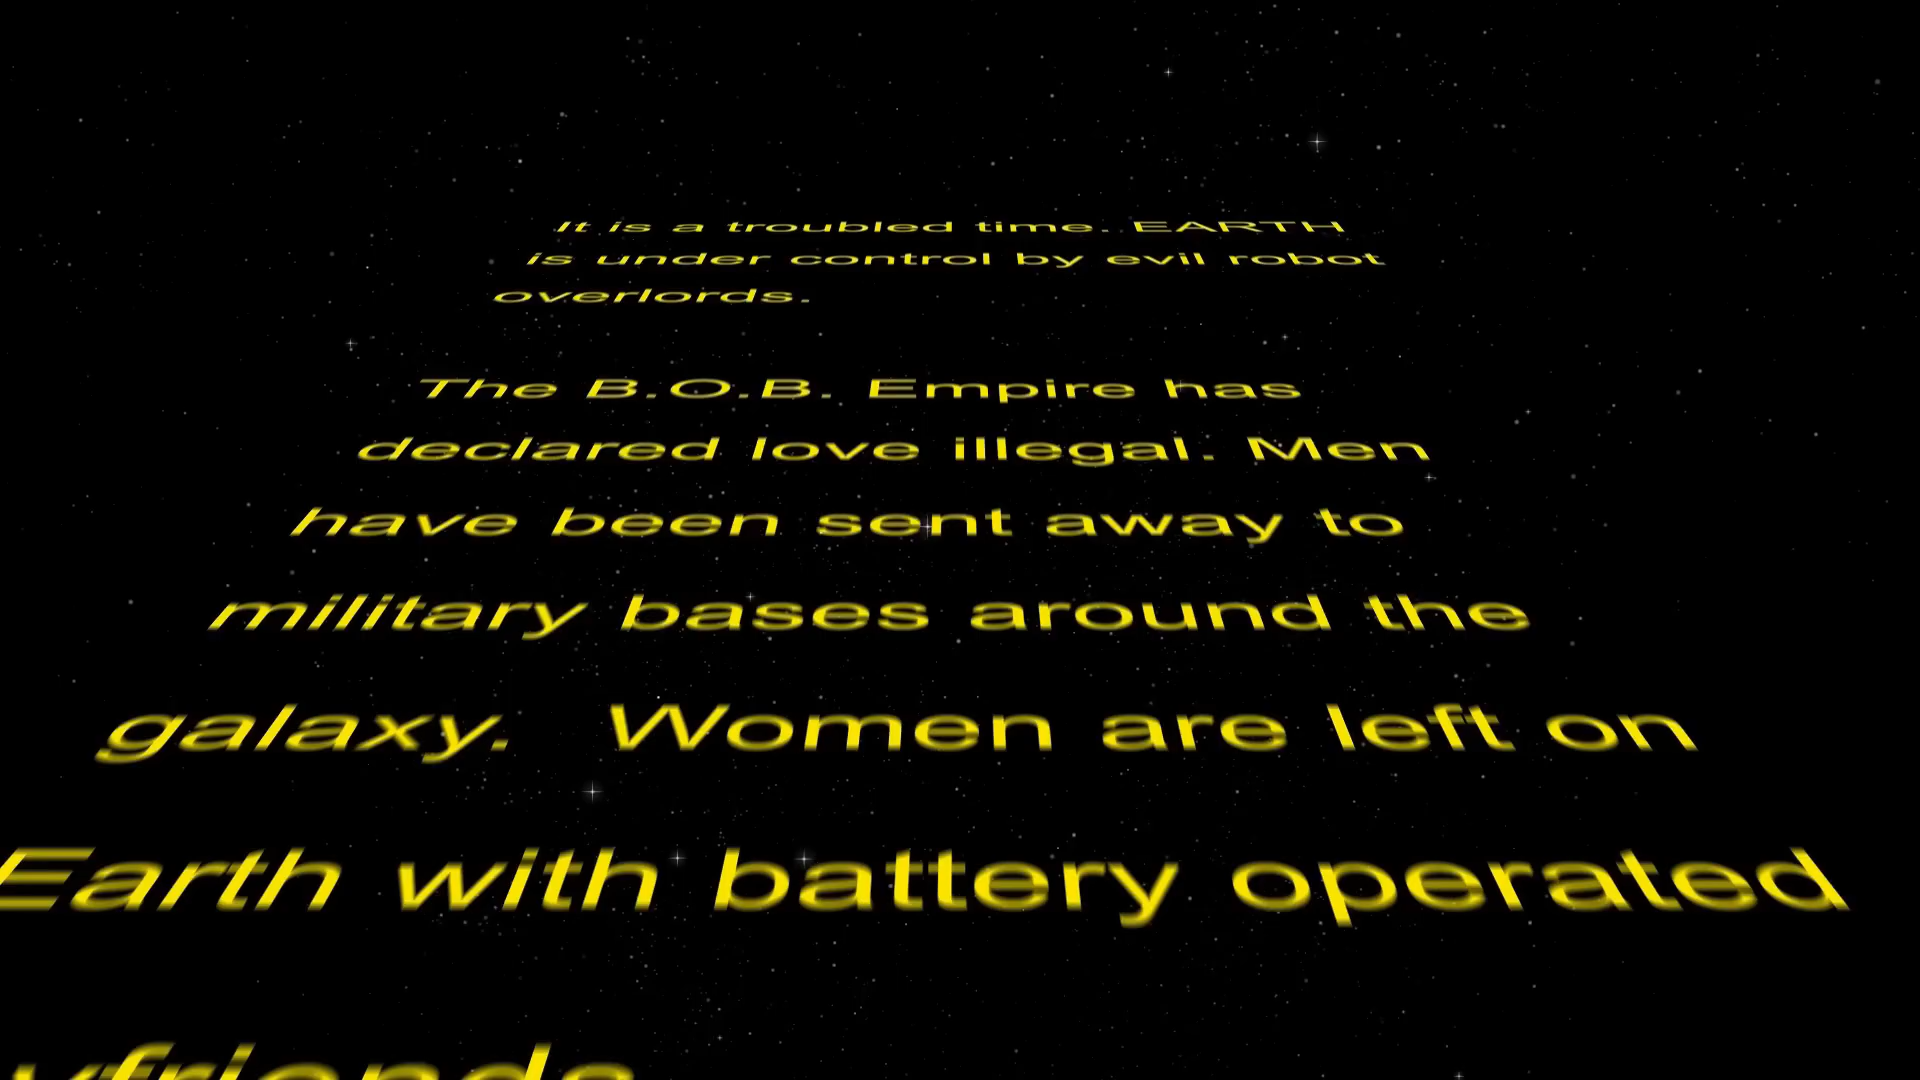 It is a troubled time. EARTH
is under control by evil robot
overlords.
The B.O.B. Empire has
declared love illegal. Men
have been sent away to
military bases around the
galaxy. Women are left on
Earth with battery operated